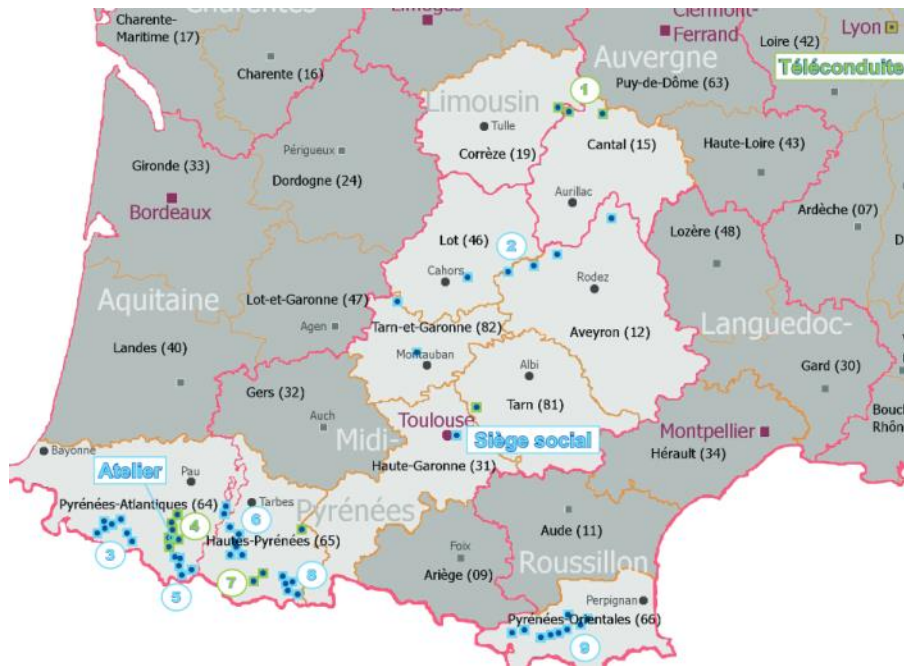 Charentes
Limoges
Clermont-
Ferrand
Lyon
Loire (42)
Charente-
Maritime (17)
Charente (16)
Auvergne
Puy-de-Dôme (63)
Téléconduite
1
Limousin
Tulle
Corrèze (19)
Cantal (15)
Haute-Loire (43)
Gironde (33)
Périgueux
Dordogne (24)
Aurillac
Ardèche (07)
Bordeaux
Lot (46)
2
Lozère (48)
Cahors
Rodez
Aquitaine
Lot-et-Garonne (47)
Agen
Tarn-et-Garonne (82)
Aveyron (12)
Languedoc-
Landes (40)
Montauban
Albi
Gard (30)
Gers (32)
Auch
Tarn (81)
Bouch
Rhôn
Midi-
Toulouse
Siège social
Montpellier
Hérault (34)
Bayonne
Atelier
Pau
Haute-Garonne (31)
Pyrénées-Atlantiques (64)
Tarbes
Pyrénées
3
4
6
Hautes-Pyrénées (65)
Aude (11)
Foix
Ariège (09)
Roussillon
5
7
8
Perpignan
Pyrénées-Orientales (66)
9